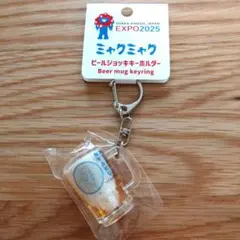 OSAKA, KANSAI, JAPAN
EXPO2025
ミャクミャク
ビールジョッキキーホルダー
Beer mug keyring